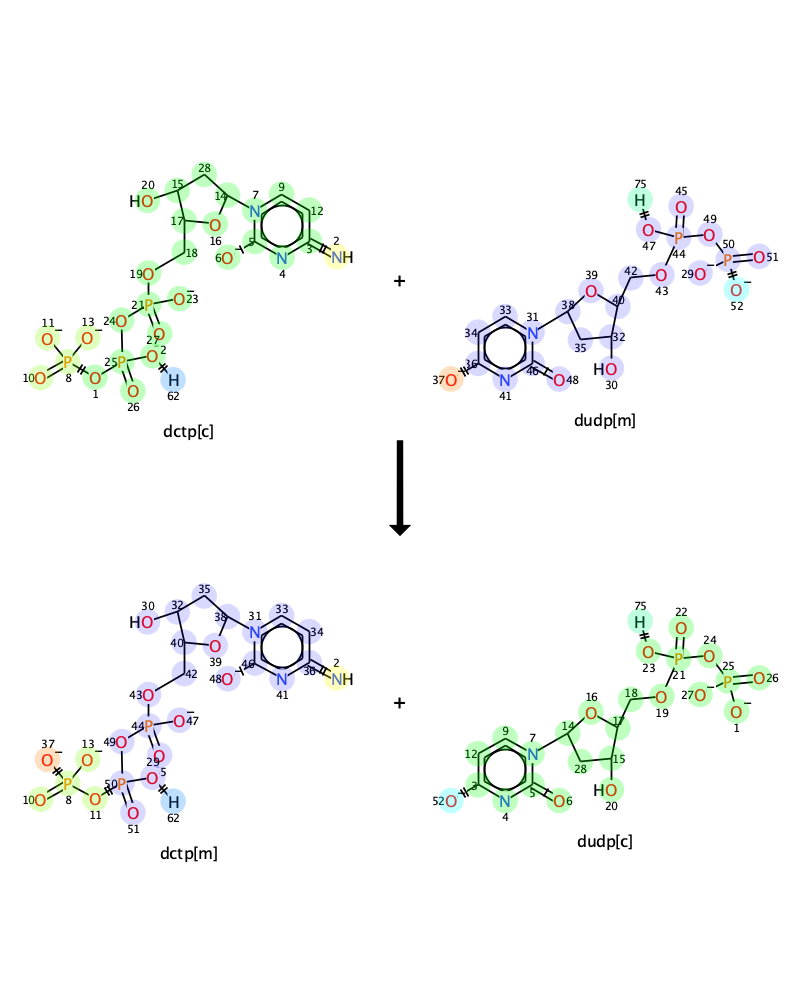 28
20
15
14
7
9
HO
N
12
17
O
16
5
3
2
6O
N
NH
4
18
19O
21P
O23
24O
27
O
11
13
O
O
25P
O
2
P
10O
8
O
1
O
26
H
62
dctp[c]
+
75
H
45
O
49
O
47
P
O
44
50
29O
P
O51
O
52
42
39
O
O
43
38
40
33
31
N
34
35
32
36
46
37O
N
O48
41
HO
30
dudp[m]
35
30
32
38
31
33
HO
N
34
40
O
39
46
36
2
48O
N
NH
41
42
43O
44P
O47
49O
29
O
37
13
O
O
50P
O
5
P
10O
8
O
11
O
51
H
62
dctp[m]
+
75
H
22
O
24
O
23
P
O
21
25
27O
P
O26
O
1
18
16
O
O
19
14
17
9
7
N
12
28
15
3
5
52O
N
O6
4
HO
20
dudp[c]